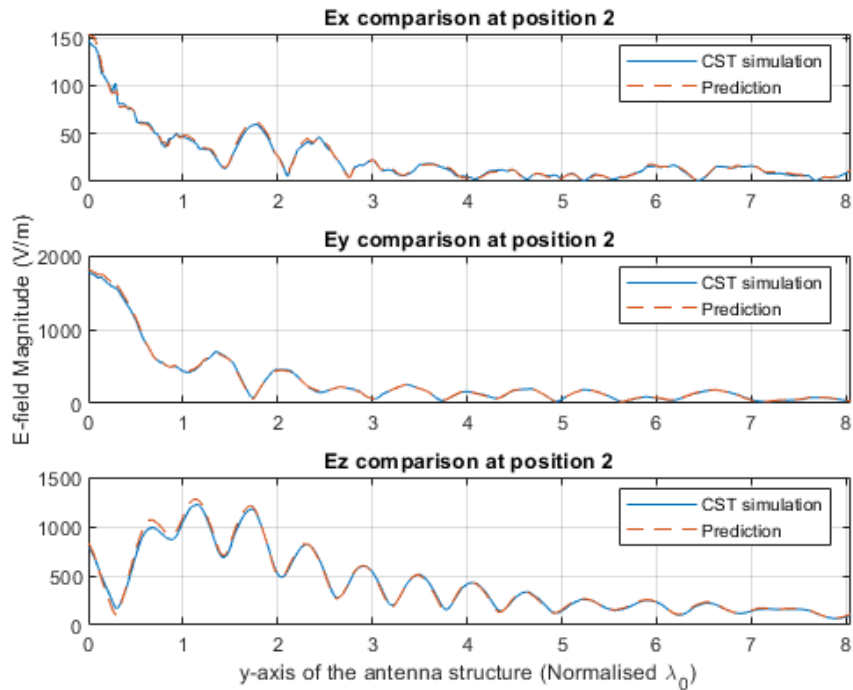 Ex comparison at position 2
150
100
50
0
CST simulation
Prediction
0 1 2 3 4 5 6 7 8
Ey comparison at position 2
2000
1000
0
CST simulation
Prediction
0 1 2 3 4 5 6 7 8
E-field Magnitude (V/m)
Ez comparison at position 2
1500
1000
500
0
CST simulation
Prediction
0 1 2 3 4 5 6 7 8
y-axis of the antenna structure (Normalised λ₀)